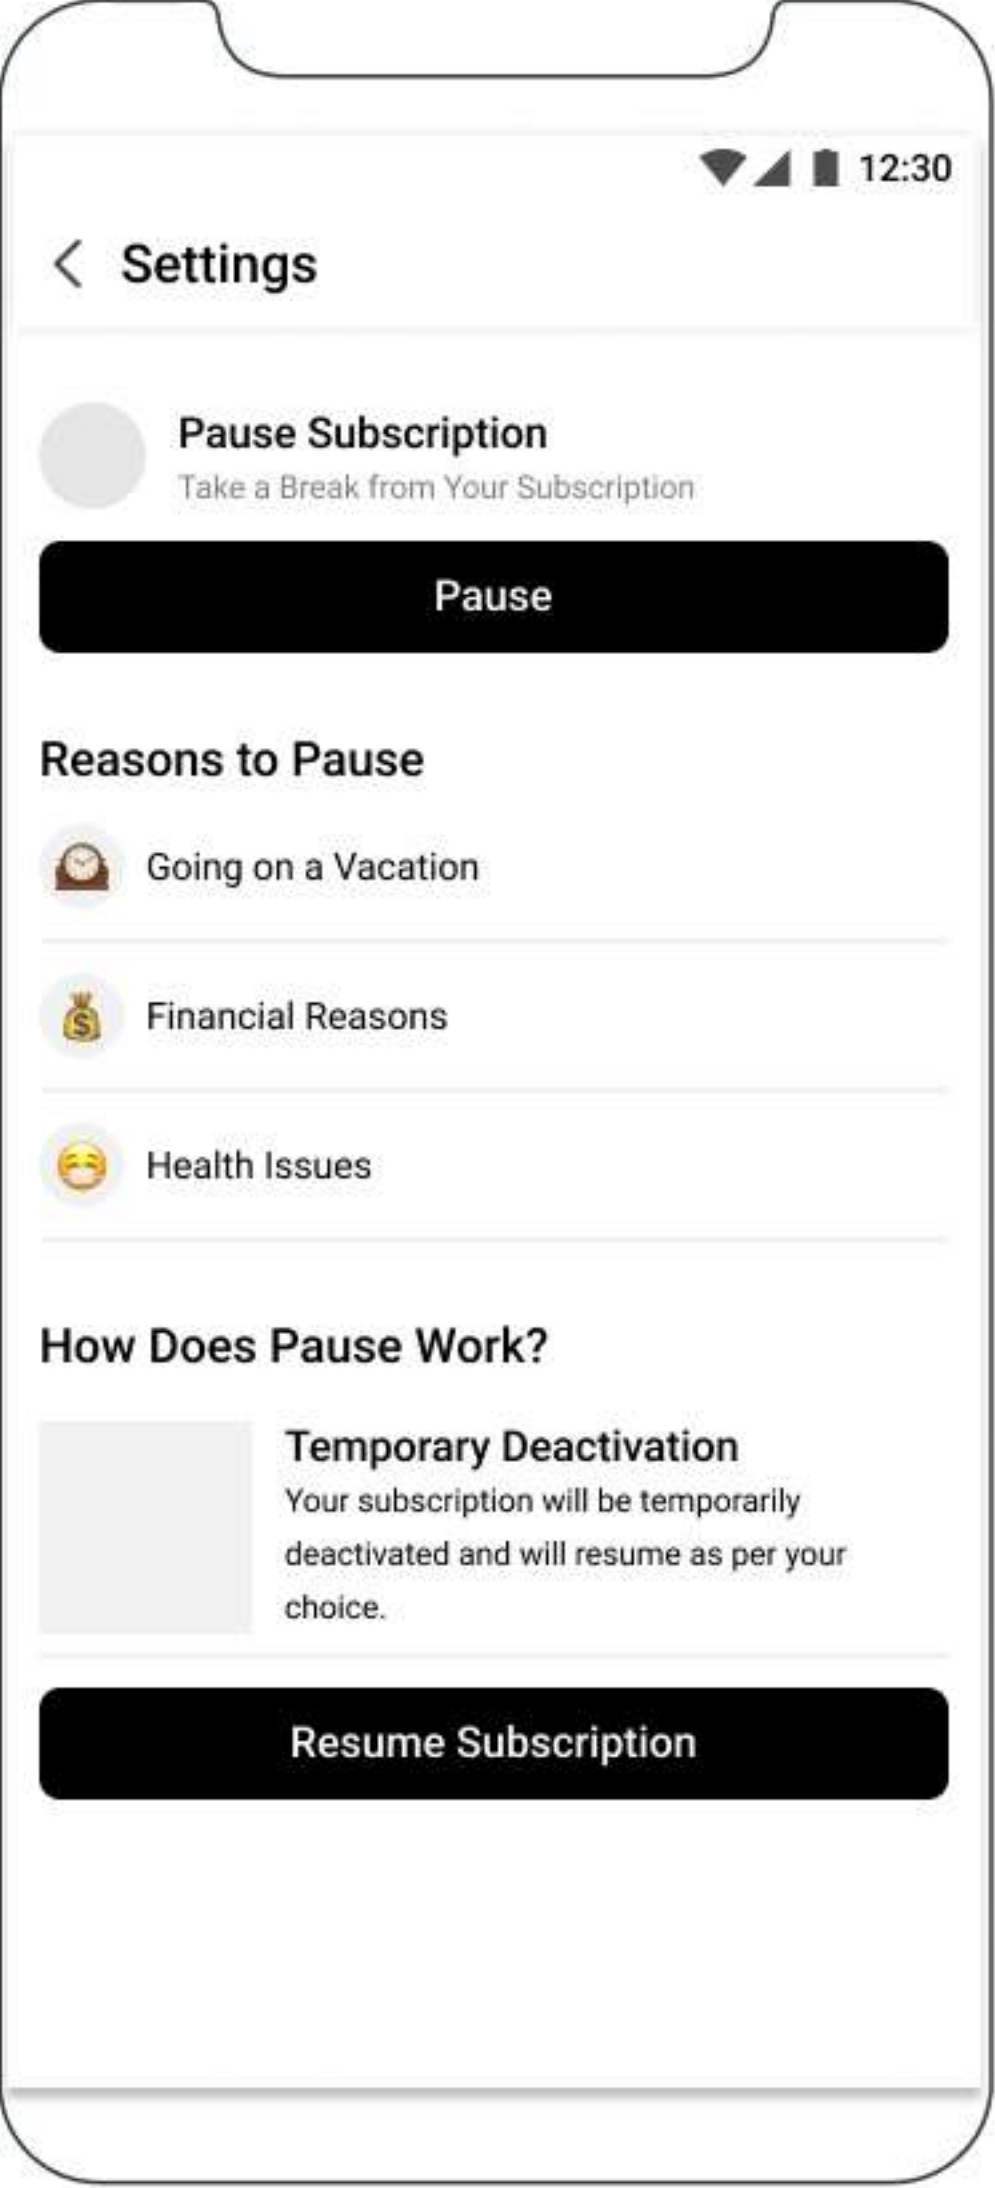 12:30
Settings
Pause Subscription
Take a Break from Your Subscription
Pause
Reasons to Pause
Going on a Vacation
Financial Reasons
Health Issues
How Does Pause Work?
Temporary Deactivation
Your subscription will be temporarily
deactivated and will resume as per your
choice.
Resume Subscription